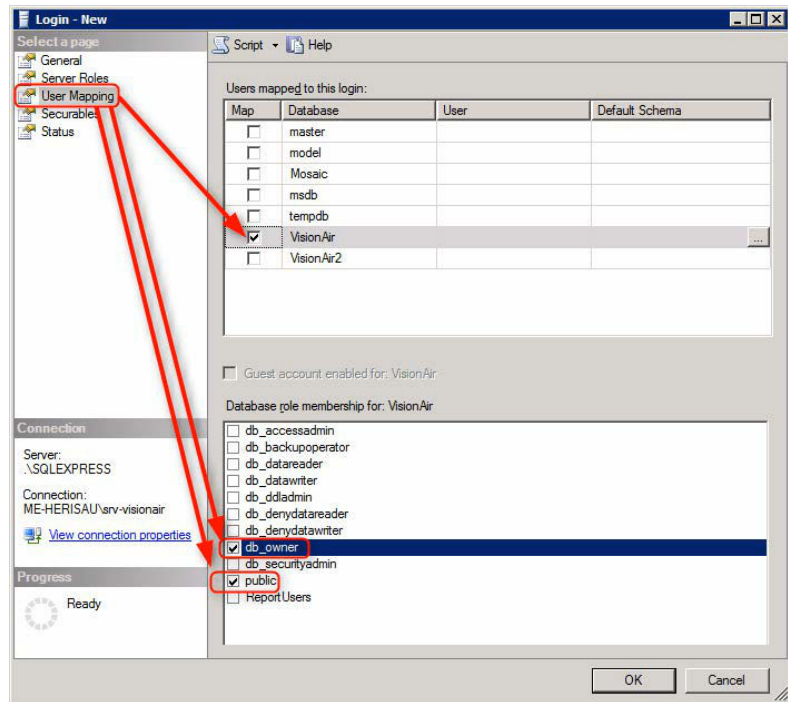 Login - New
Select a page
General
Server Roles
User Mapping
Securables
Status
Script
Help
Users mapped to this login:
Map Database User Default Schema
master
model
Mosaic
msdb
tempdb
VisionAir
...
VisionAir2
Guest account enabled for: VisionAir
Database role membership for: VisionAir
db_accessadmin
db_backupoperator
db_datareader
db_datawriter
db_ddladmin
db_denydatareader
db_denydatawriter
db_owner
db_securityadmin
public
ReportUsers
Connection
Server:
.\SQLEXPRESS
Connection:
ME-HERISAU\srv-visionair
View connection properties
Progress
Ready
OK Cancel